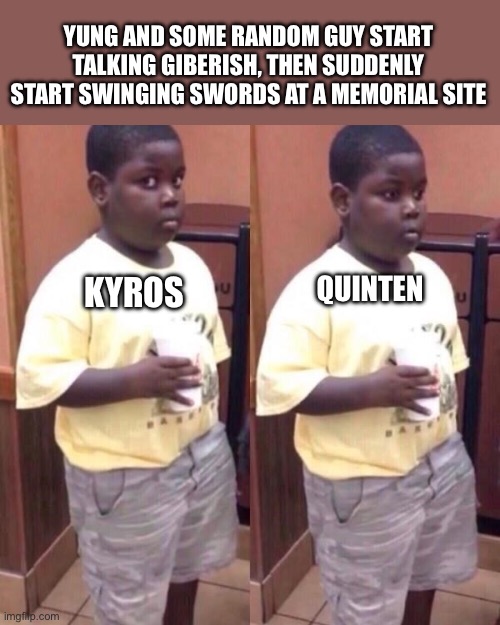 YUNG AND SOME RANDOM GUY START
TALKING GIBERISH, THEN SUDDENLY
START SWINGING SWORDS AT A MEMORIAL SITE
KYROS
QUINTEN
imgflip.com